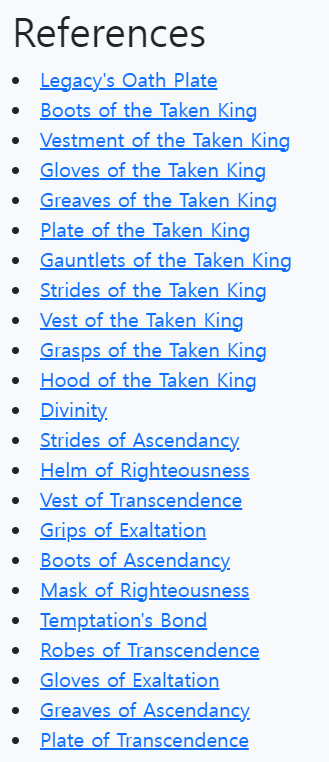 References
Legacy's Oath Plate
Boots of the Taken King
Vestment of the Taken King
Gloves of the Taken King
Greaves of the Taken King
Plate of the Taken King
Gauntlets of the Taken King
Strides of the Taken King
Vest of the Taken King
Grasps of the Taken King
Hood of the Taken King
Divinity
Strides of Ascendancy
Helm of Righteousness
Vest of Transcendence
Grips of Exaltation
Boots of Ascendancy
Mask of Righteousness
Temptation's Bond
Robes of Transcendence
Gloves of Exaltation
Greaves of Ascendancy
Plate of Transcendence